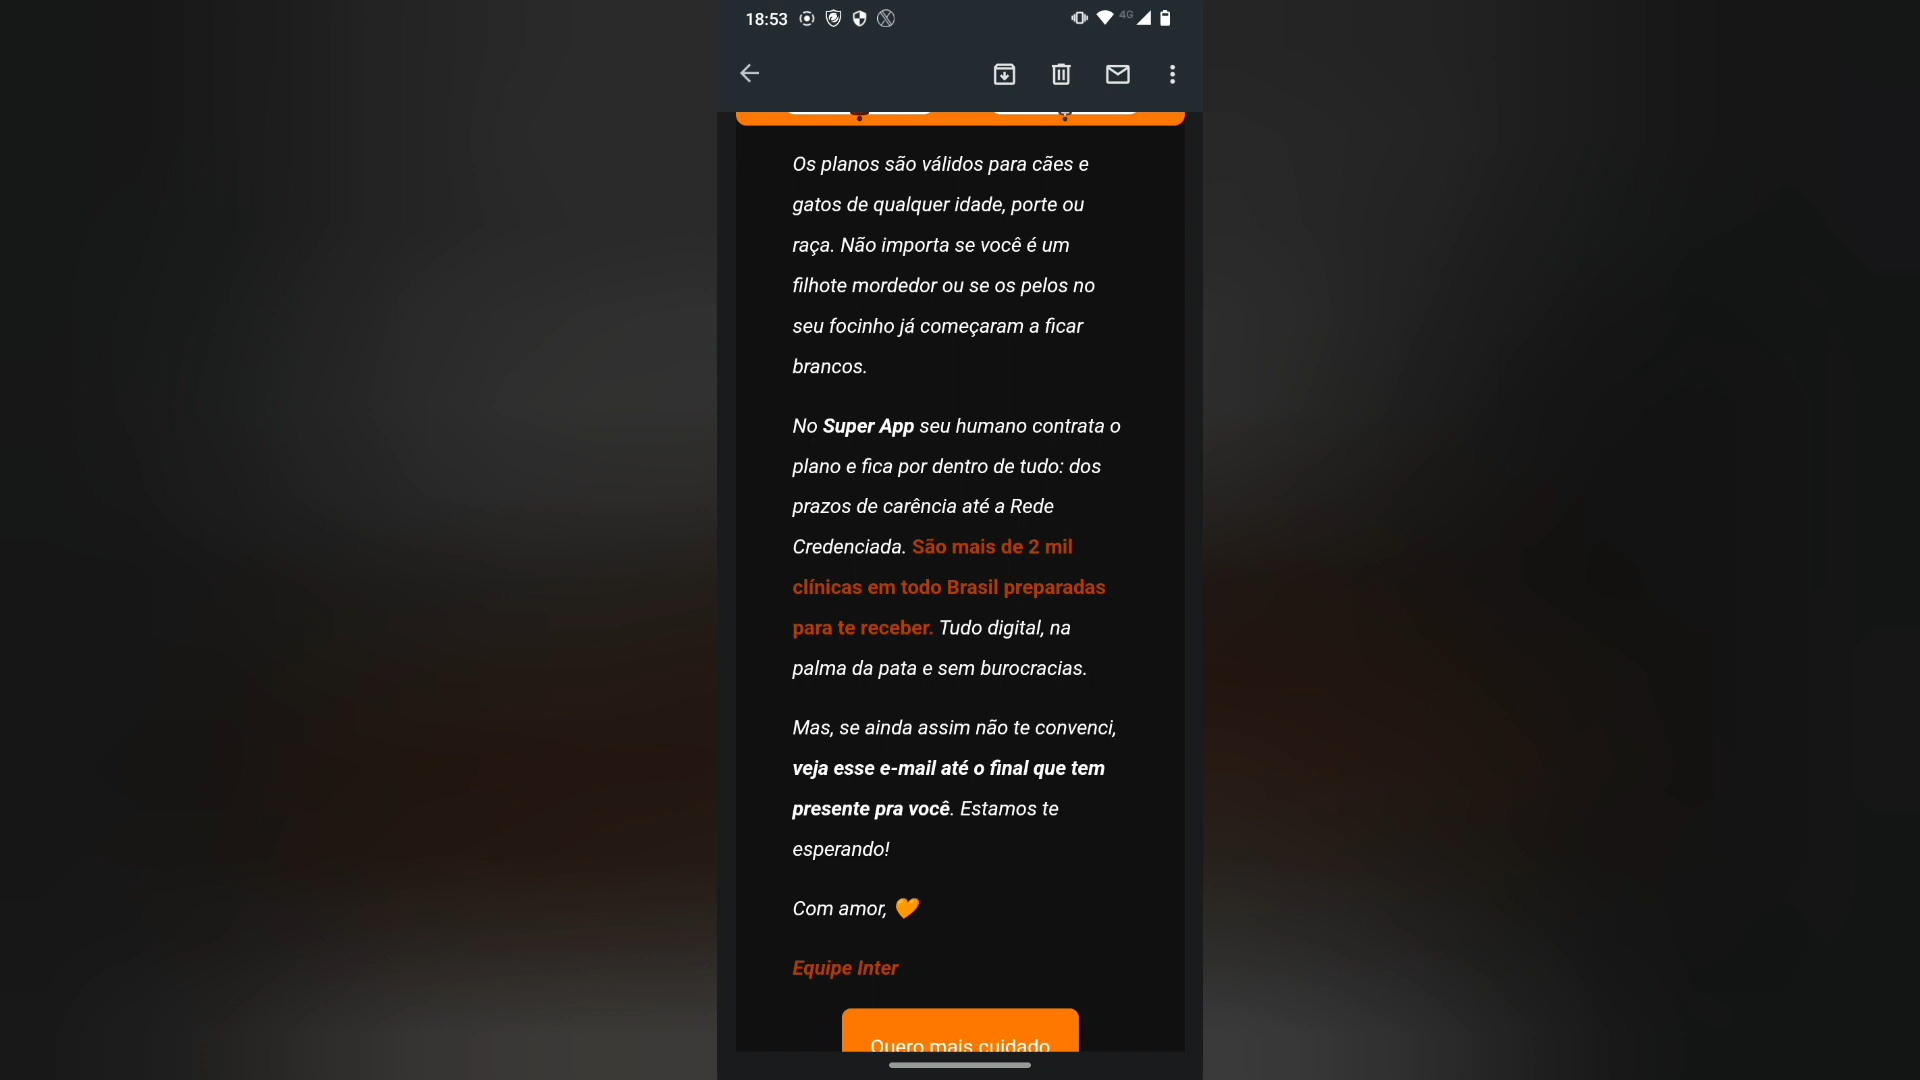 18:53
4G
Os planos são válidos para cães e
gatos de qualquer idade, porte ou
raça. Não importa se você é um
filhote mordedor ou se os pelos no
seu focinho já começaram a ficar
brancos.
No Super App seu humano contrata o
plano e fica por dentro de tudo: dos
prazos de carência até a Rede
Credenciada. São mais de 2 mil
clínicas em todo Brasil preparadas
para te receber. Tudo digital, na
palma da pata e sem burocracias.
Mas, se ainda assim não te convenci,
veja esse e-mail até o final que tem
presente pra você. Estamos te
esperando!
Com amor, 🧡
Equipe Inter
Quero mais cuidado